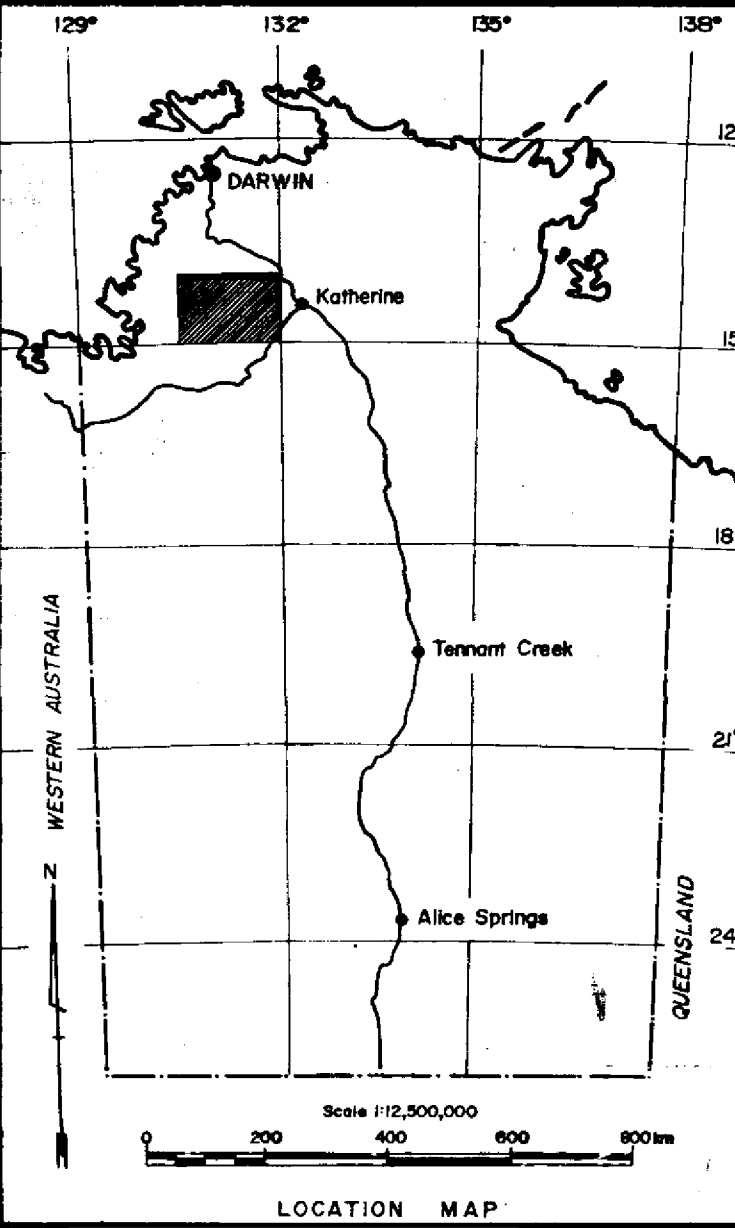 129° 132° 135° 138°
12
DARWIN
Katherine
15
18
WESTERN AUSTRALIA
Tennant Creek
21°
N
Alice Springs
QUEENSLAND
24
Scale 1:12,500,000
0 200 400 600 800 km
LOCATION MAP